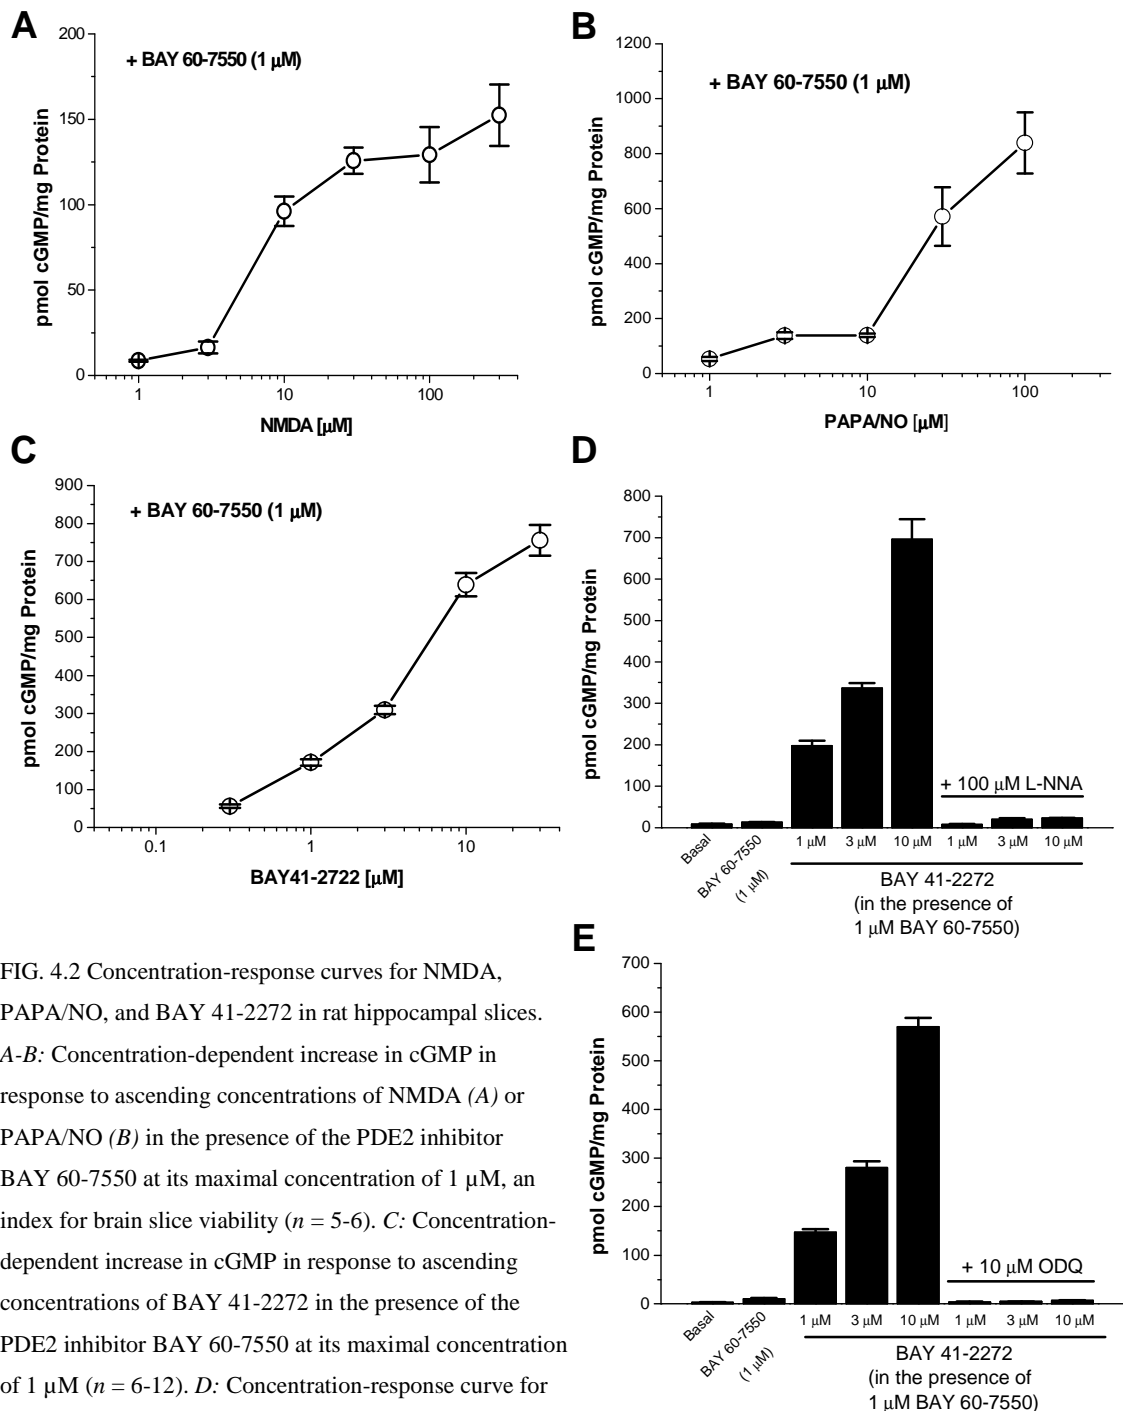 A
200
150
100
50
0
+ BAY 60-7550 (1 µM)
pmol cGMP/mg Protein
1 10 100
NMDA [µM]
B
1200
1000
800
600
400
200
0
+ BAY 60-7550 (1 µM)
pmol cGMP/mg Protein
1 10 100
PAPA/NO [µM]
C
900
800
700
600
500
400
300
200
100
0
+ BAY 60-7550 (1 µM)
pmol cGMP/mg Protein
0.1 1 10
BAY41-2722 [µM]
D
800
700
600
500
400
300
200
100
0
pmol cGMP/mg Protein
+ 100 µM L-NNA
Basal
BAY 60-7550
(1 µM)
1 µM 3 µM 10 µM 1 µM 3 µM 10 µM
BAY 41-2272
(in the presence of
1 µM BAY 60-7550)
E
700
600
500
400
300
200
100
0
pmol cGMP/mg Protein
+ 10 µM ODQ
Basal
BAY 60-7550
(1 µM)
1 µM 3 µM 10 µM 1 µM 3 µM 10 µM
BAY 41-2272
(in the presence of
1 µM BAY 60-7550)
FIG. 4.2 Concentration-response curves for NMDA,
PAPA/NO, and BAY 41-2272 in rat hippocampal slices.
A-B: Concentration-dependent increase in cGMP in
response to ascending concentrations of NMDA (A) or
PAPA/NO (B) in the presence of the PDE2 inhibitor
BAY 60-7550 at its maximal concentration of 1 µM, an
index for brain slice viability (n = 5-6). C: Concentration-
dependent increase in cGMP in response to ascending
concentrations of BAY 41-2272 in the presence of the
PDE2 inhibitor BAY 60-7550 at its maximal concentration
of 1 µM (n = 6-12). D: Concentration-response curve for